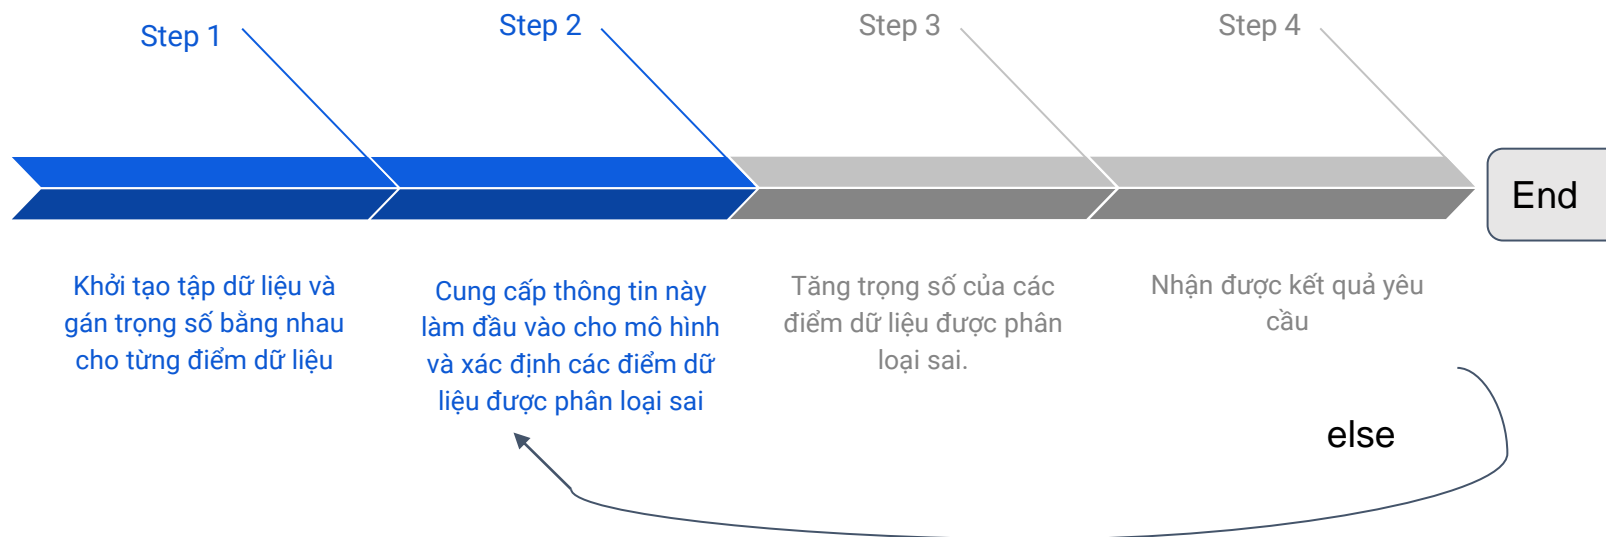 Step 1
Step 2
Step 3
Step 4
End
Khởi tạo tập dữ liệu và
gán trọng số bằng nhau
cho từng điểm dữ liệu
Cung cấp thông tin này
làm đầu vào cho mô hình
và xác định các điểm dữ
liệu được phân loại sai
Tăng trọng số của các
điểm dữ liệu được phân
loại sai.
Nhận được kết quả yêu
cầu
else